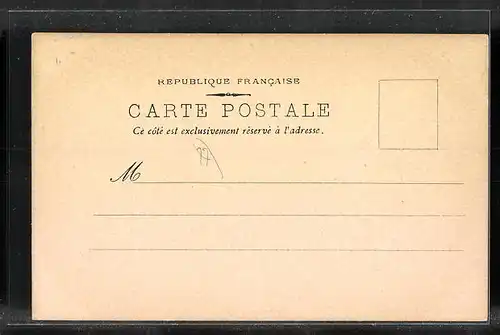 REPUBLIQUE FRANÇAISE
CARTE POSTALE
Ce côté est exclusivement réservé à l'adresse.
M